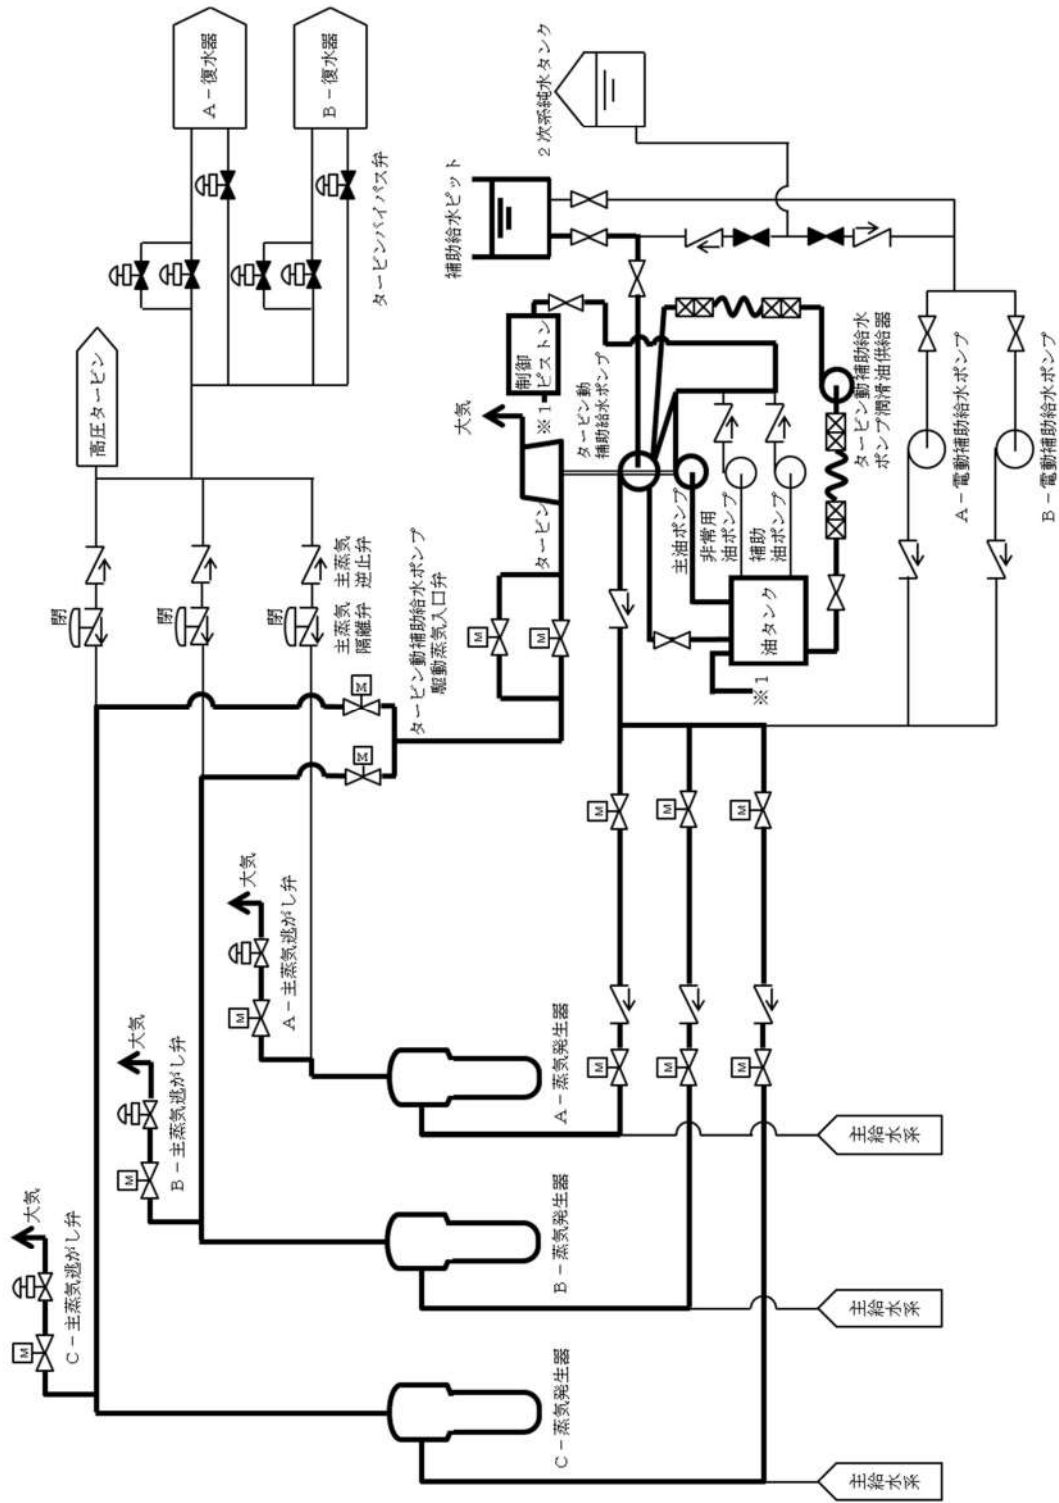 A-復水器
B-復水器
タービンバイパス弁
高圧タービン
2次系純水タンク
補助給水ピット
閉
閉
閉
主蒸気
隔離弁
主蒸気
逆止弁
大気
制御
ピストン
※1
タービン動
補助給水ポンプ
タービン
タービン動補助給水ポンプ
駆動蒸気入口弁
M
M
M
M
主油ポンプ
非常用
油ポンプ
補助
油ポンプ
油タンク
※1
タービン動補助給水
ポンプ潤滑油供給器
A-電動補助給水ポンプ
B-電動補助給水ポンプ
大気
M
A-主蒸気逃がし弁
大気
M
B-主蒸気逃がし弁
大気
M
C-主蒸気逃がし弁
M
M
M
M
M
M
A-蒸気発生器
B-蒸気発生器
C-蒸気発生器
主
給水系
主
給水系
主
給水系